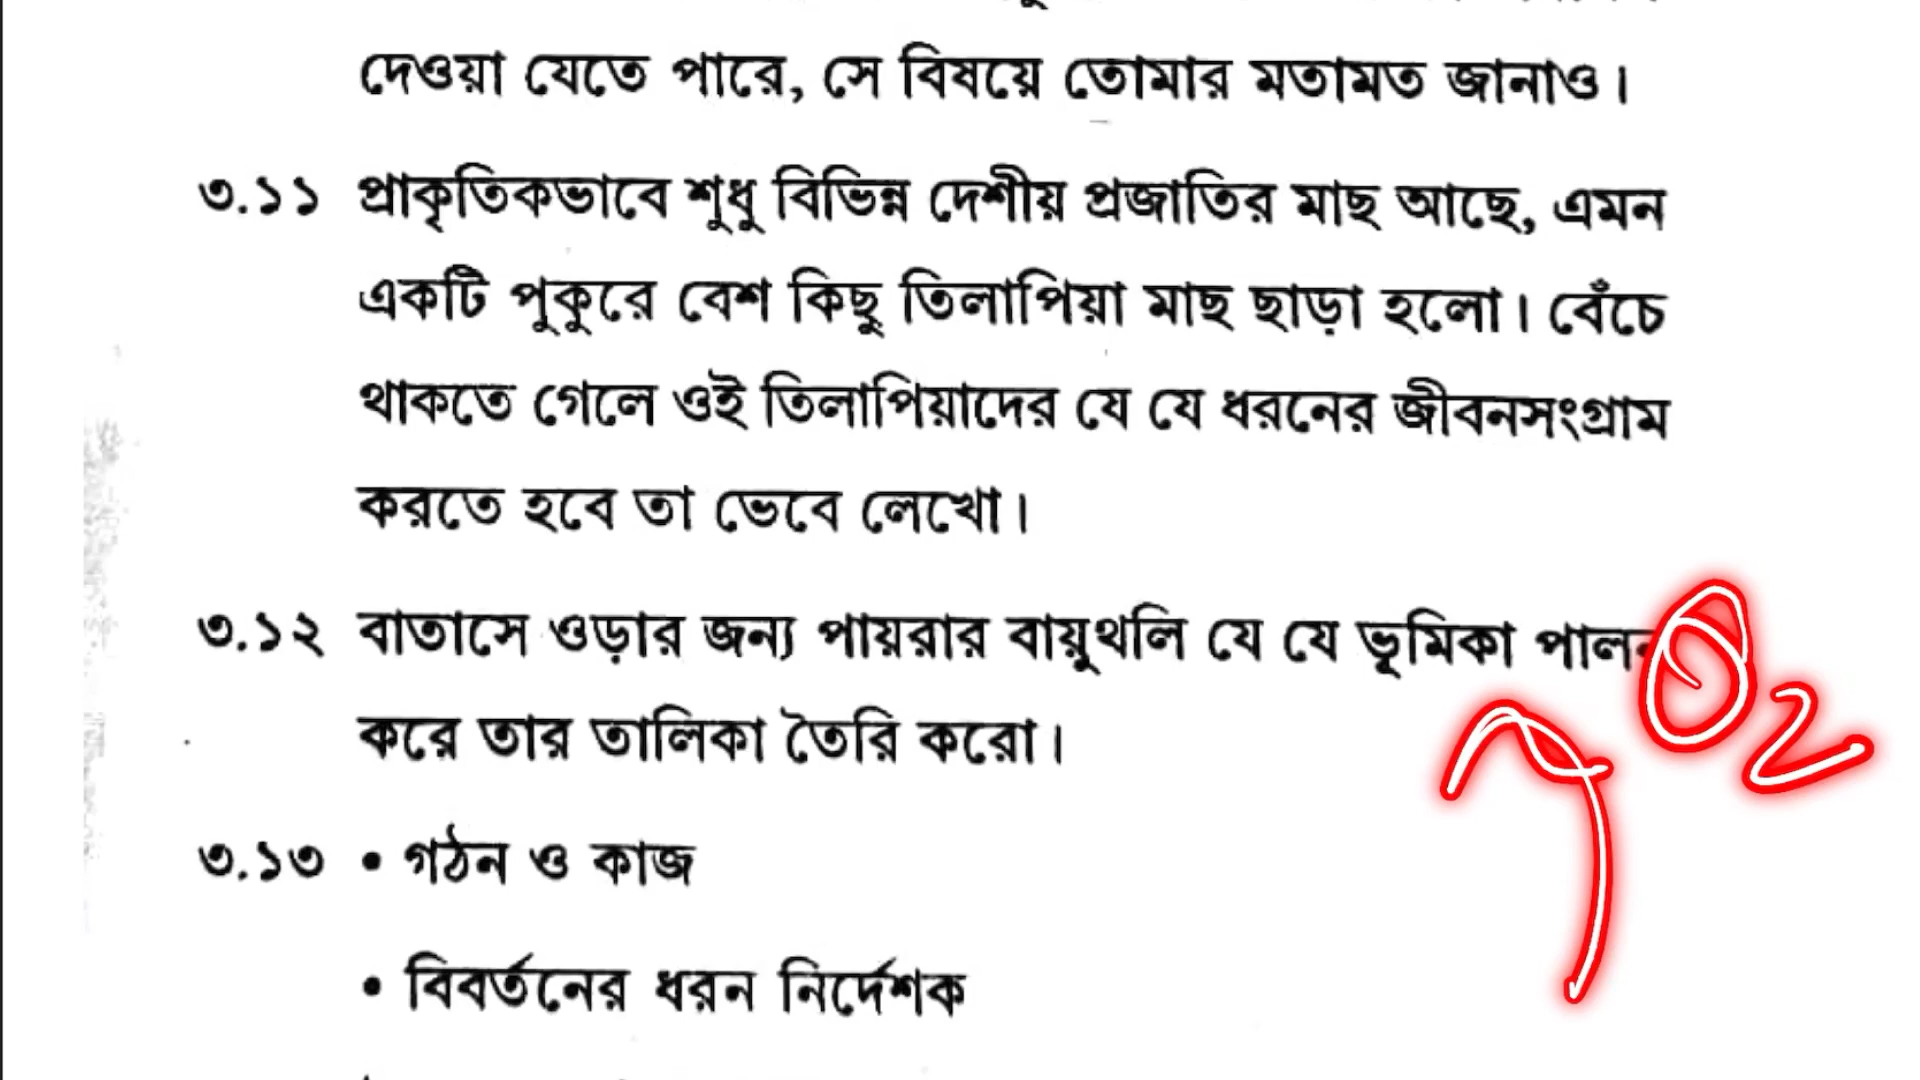 দেওয়া যেতে পারে, সে বিষয়ে তোমার মতামত জানাও।
৩.১১ প্রাকৃতিকভাবে শুধু বিভিন্ন দেশীয় প্রজাতির মাছ আছে, এমন
একটি পুকুরে বেশ কিছু তিলাপিয়া মাছ ছাড়া হলো। বেঁচে
থাকতে গেলে ওই তিলাপিয়াদের যে যে ধরনের জীবনসংগ্রাম
করতে হবে তা ভেবে লেখো।
৩.১২ বাতাসে ওড়ার জন্য পায়রার বায়ুথলি যে যে ভূমিকা পালন
করে তার তালিকা তৈরি করো।
O2
৩.১৩ • গঠন ও কাজ
• বিবর্তনের ধরন নির্দেশক